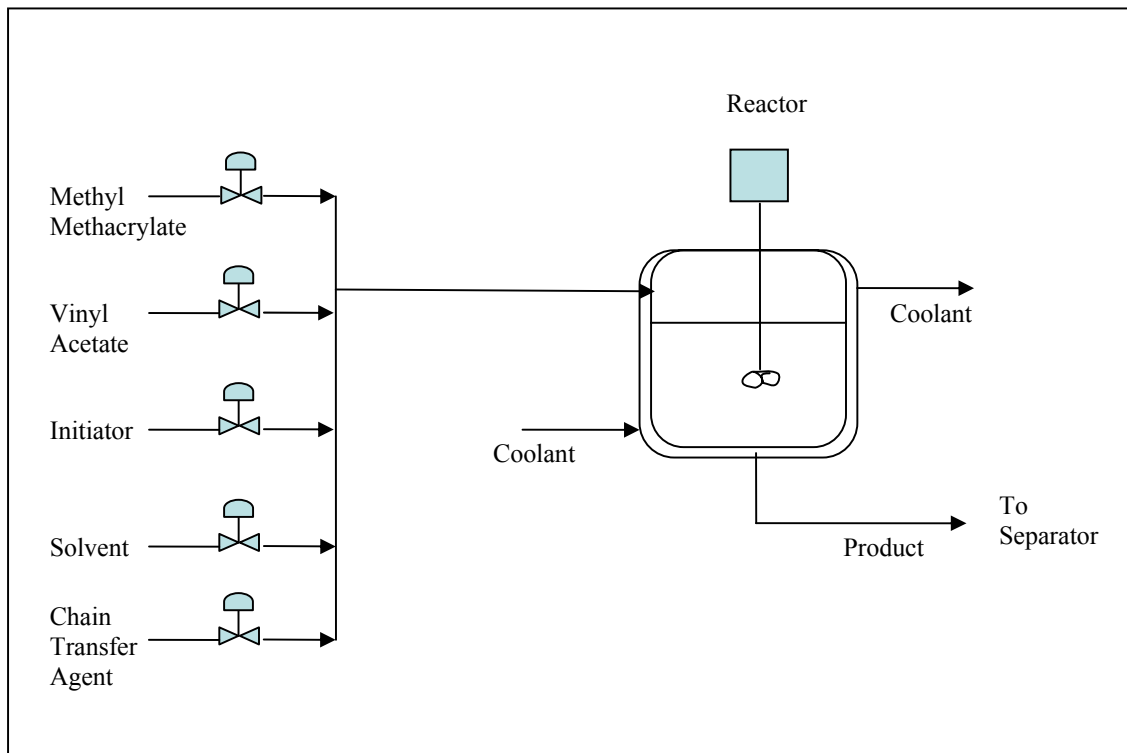 Reactor
Methyl
Methacrylate
Vinyl
Acetate
Coolant
Initiator
Coolant
Solvent
To
Separator
Product
Chain
Transfer
Agent